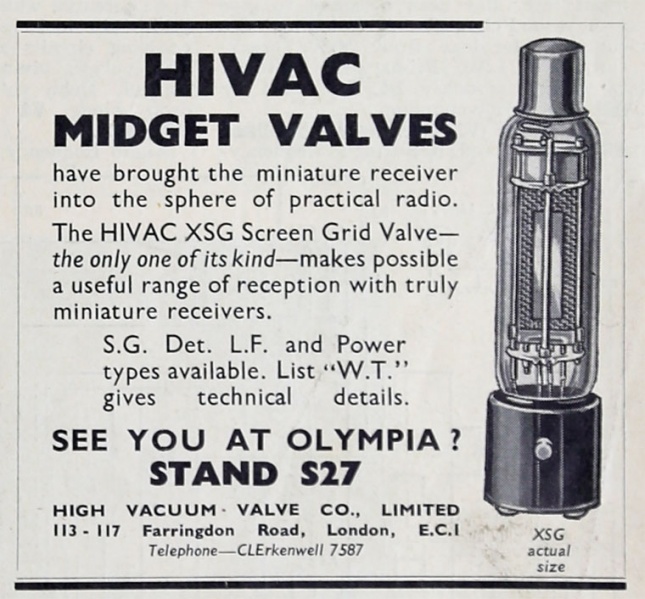 HIVAC
MIDGET VALVES
have brought the miniature receiver
into the sphere of practical radio.
The HIVAC XSG Screen Grid Valve—
the only one of its kind—makes possible
a useful range of reception with truly
miniature receivers.
S.G. Det. L.F. and Power
types available. List "W.T."
gives technical details.
SEE YOU AT OLYMPIA?
STAND S27
HIGH VACUUM VALVE CO., LIMITED
113-117 Farringdon Road, London, E.C.1
Telephone—CLErkenwell 7587
XSG
actual
size